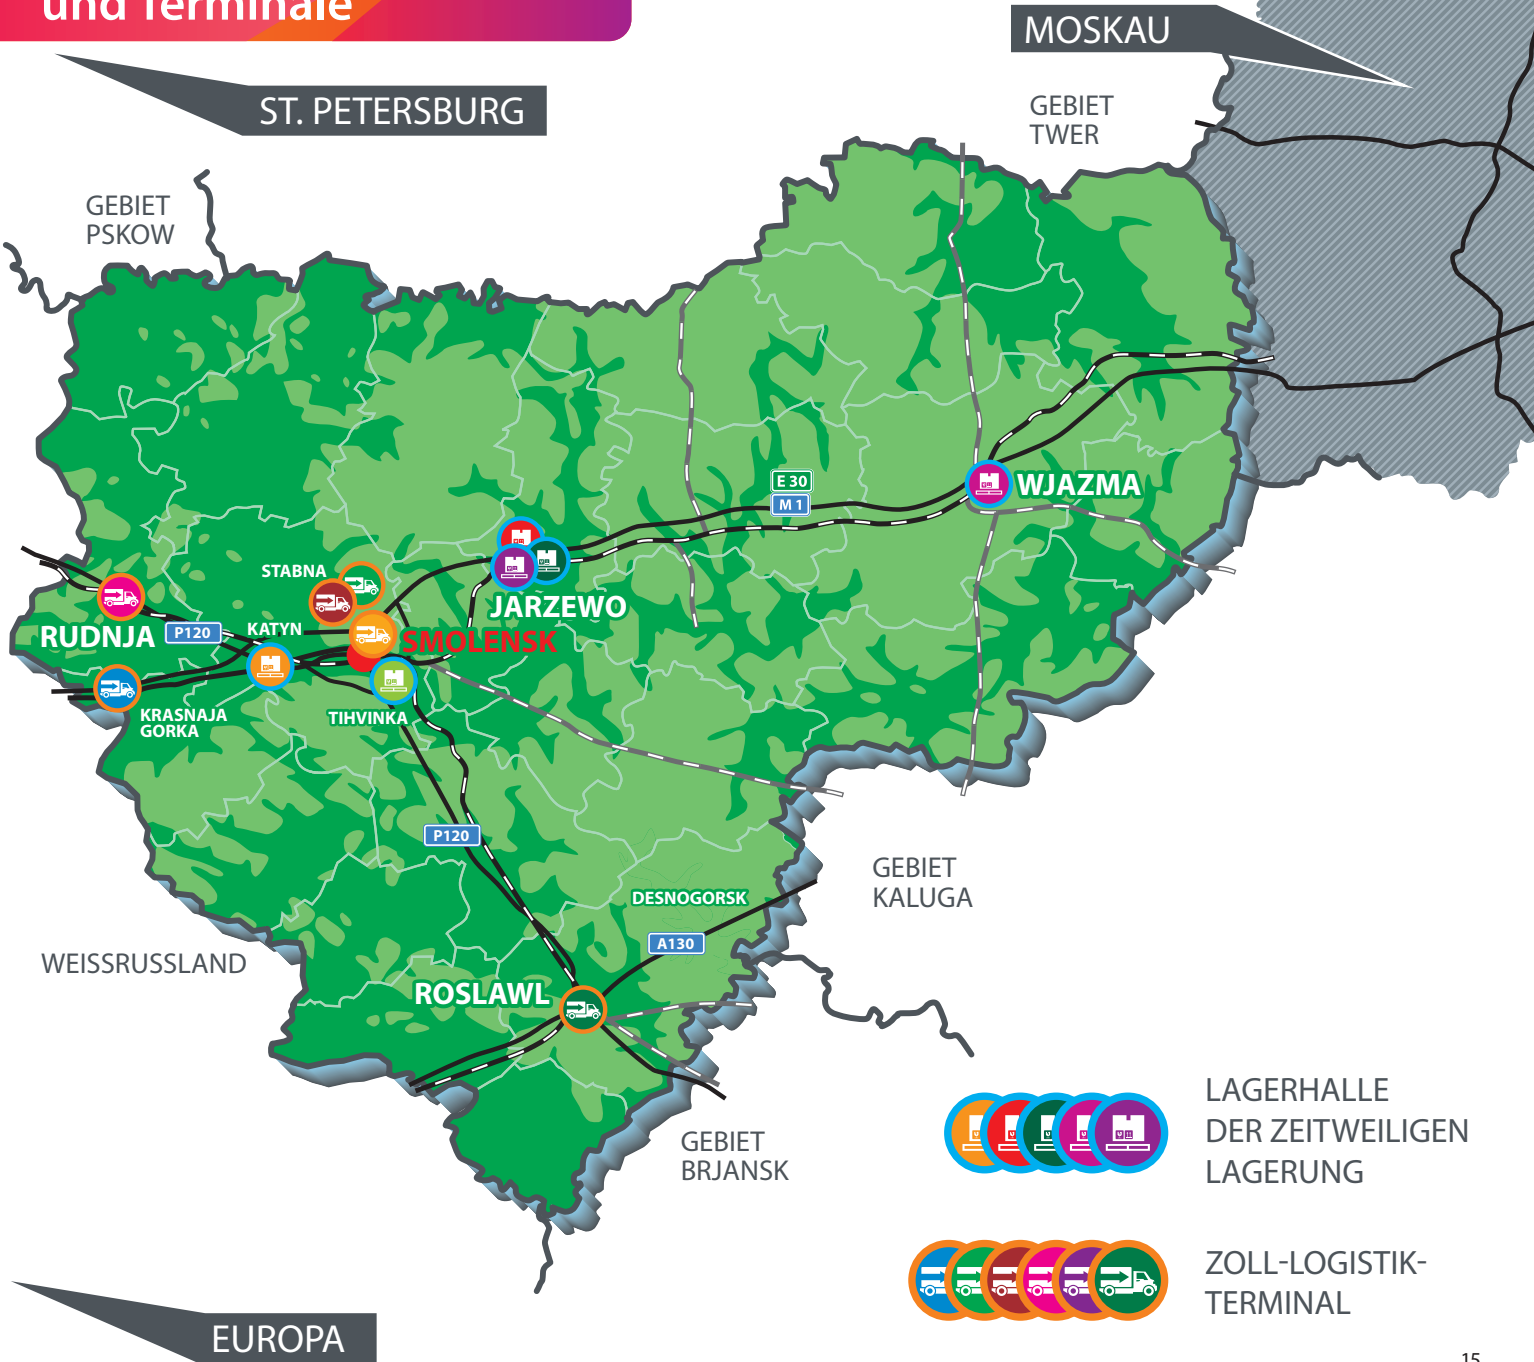 und Terminale
MOSKAU
ST. PETERSBURG
GEBIET
TWER
GEBIET
PSKOW
E 30
M 1
WJAZMA
STABNA
JARZEWO
RUDNJA
P120
KATYN
SMOLENSK
KRASNAJA
GORKA
TIHVINKA
P120
GEBIET
KALUGA
DESNOGORSK
A130
WEISSRUSSLAND
ROSLAWL
GEBIET
BRJANSK
LAGERHALLE
DER ZEITWEILIGEN
LAGERUNG
ZOLL-LOGISTIK-
TERMINAL
EUROPA
15